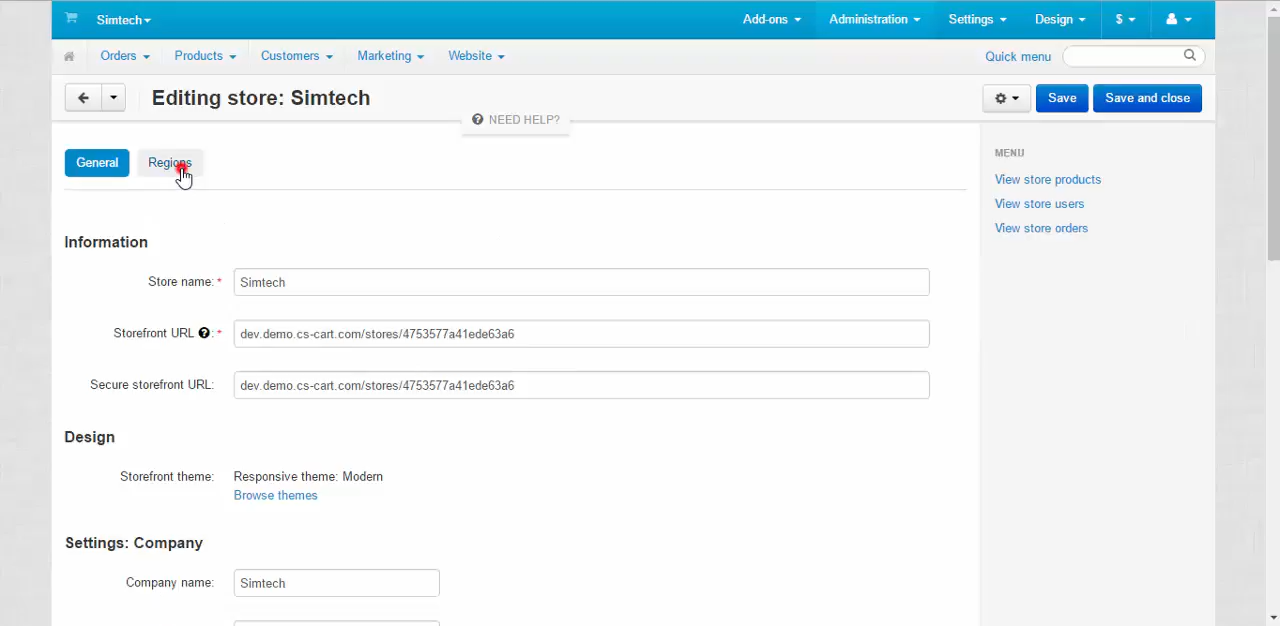 Simtech
Add-ons
Administration
Settings
Design
$
Orders
Products
Customers
Marketing
Website
Quick menu
Editing store: Simtech
Save
Save and close
NEED HELP?
General
Regions
MENU
View store products
View store users
View store orders
Information
Store name: *
Simtech
Storefront URL ?: *
dev.demo.cs-cart.com/stores/4753577a41ede63a6
Secure storefront URL:
dev.demo.cs-cart.com/stores/4753577a41ede63a6
Design
Storefront theme:
Responsive theme: Modern
Browse themes
Settings: Company
Company name:
Simtech